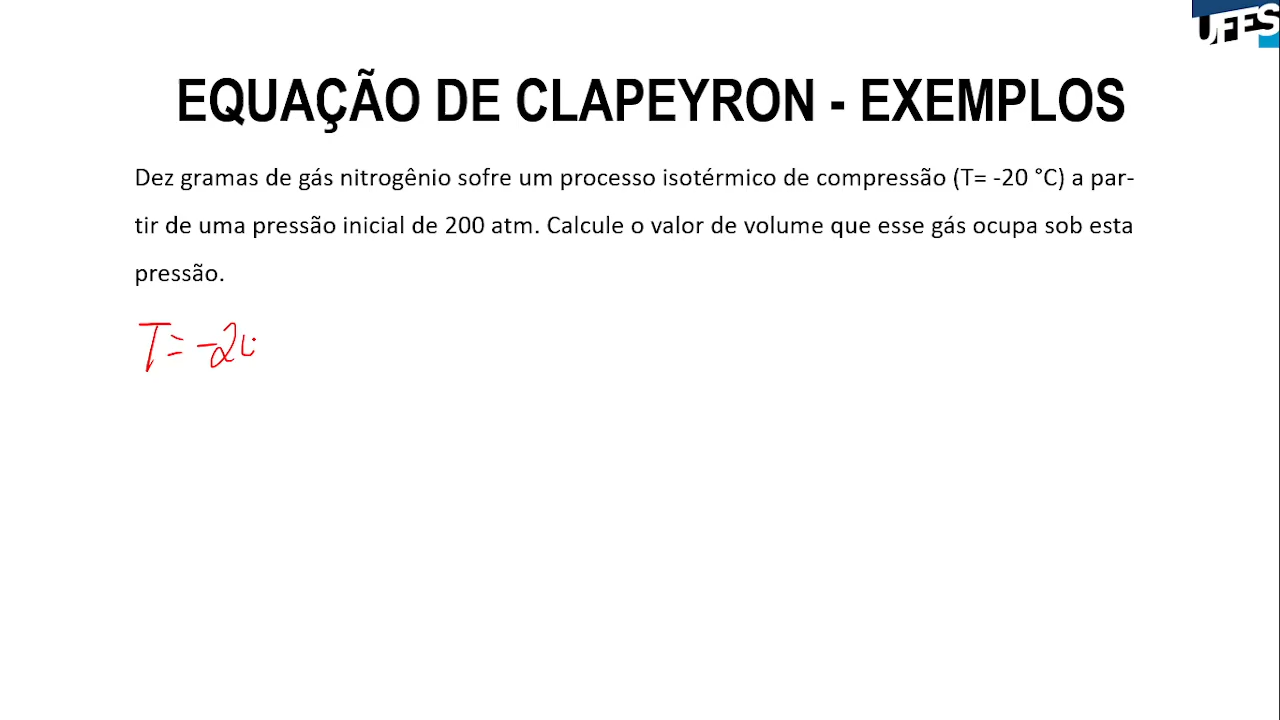 UFES
EQUAÇÃO DE CLAPEYRON - EXEMPLOS
Dez gramas de gás nitrogênio sofre um processo isotérmico de compressão (T= -20 °C) a par-
tir de uma pressão inicial de 200 atm. Calcule o valor de volume que esse gás ocupa sob esta
pressão.
T= -2